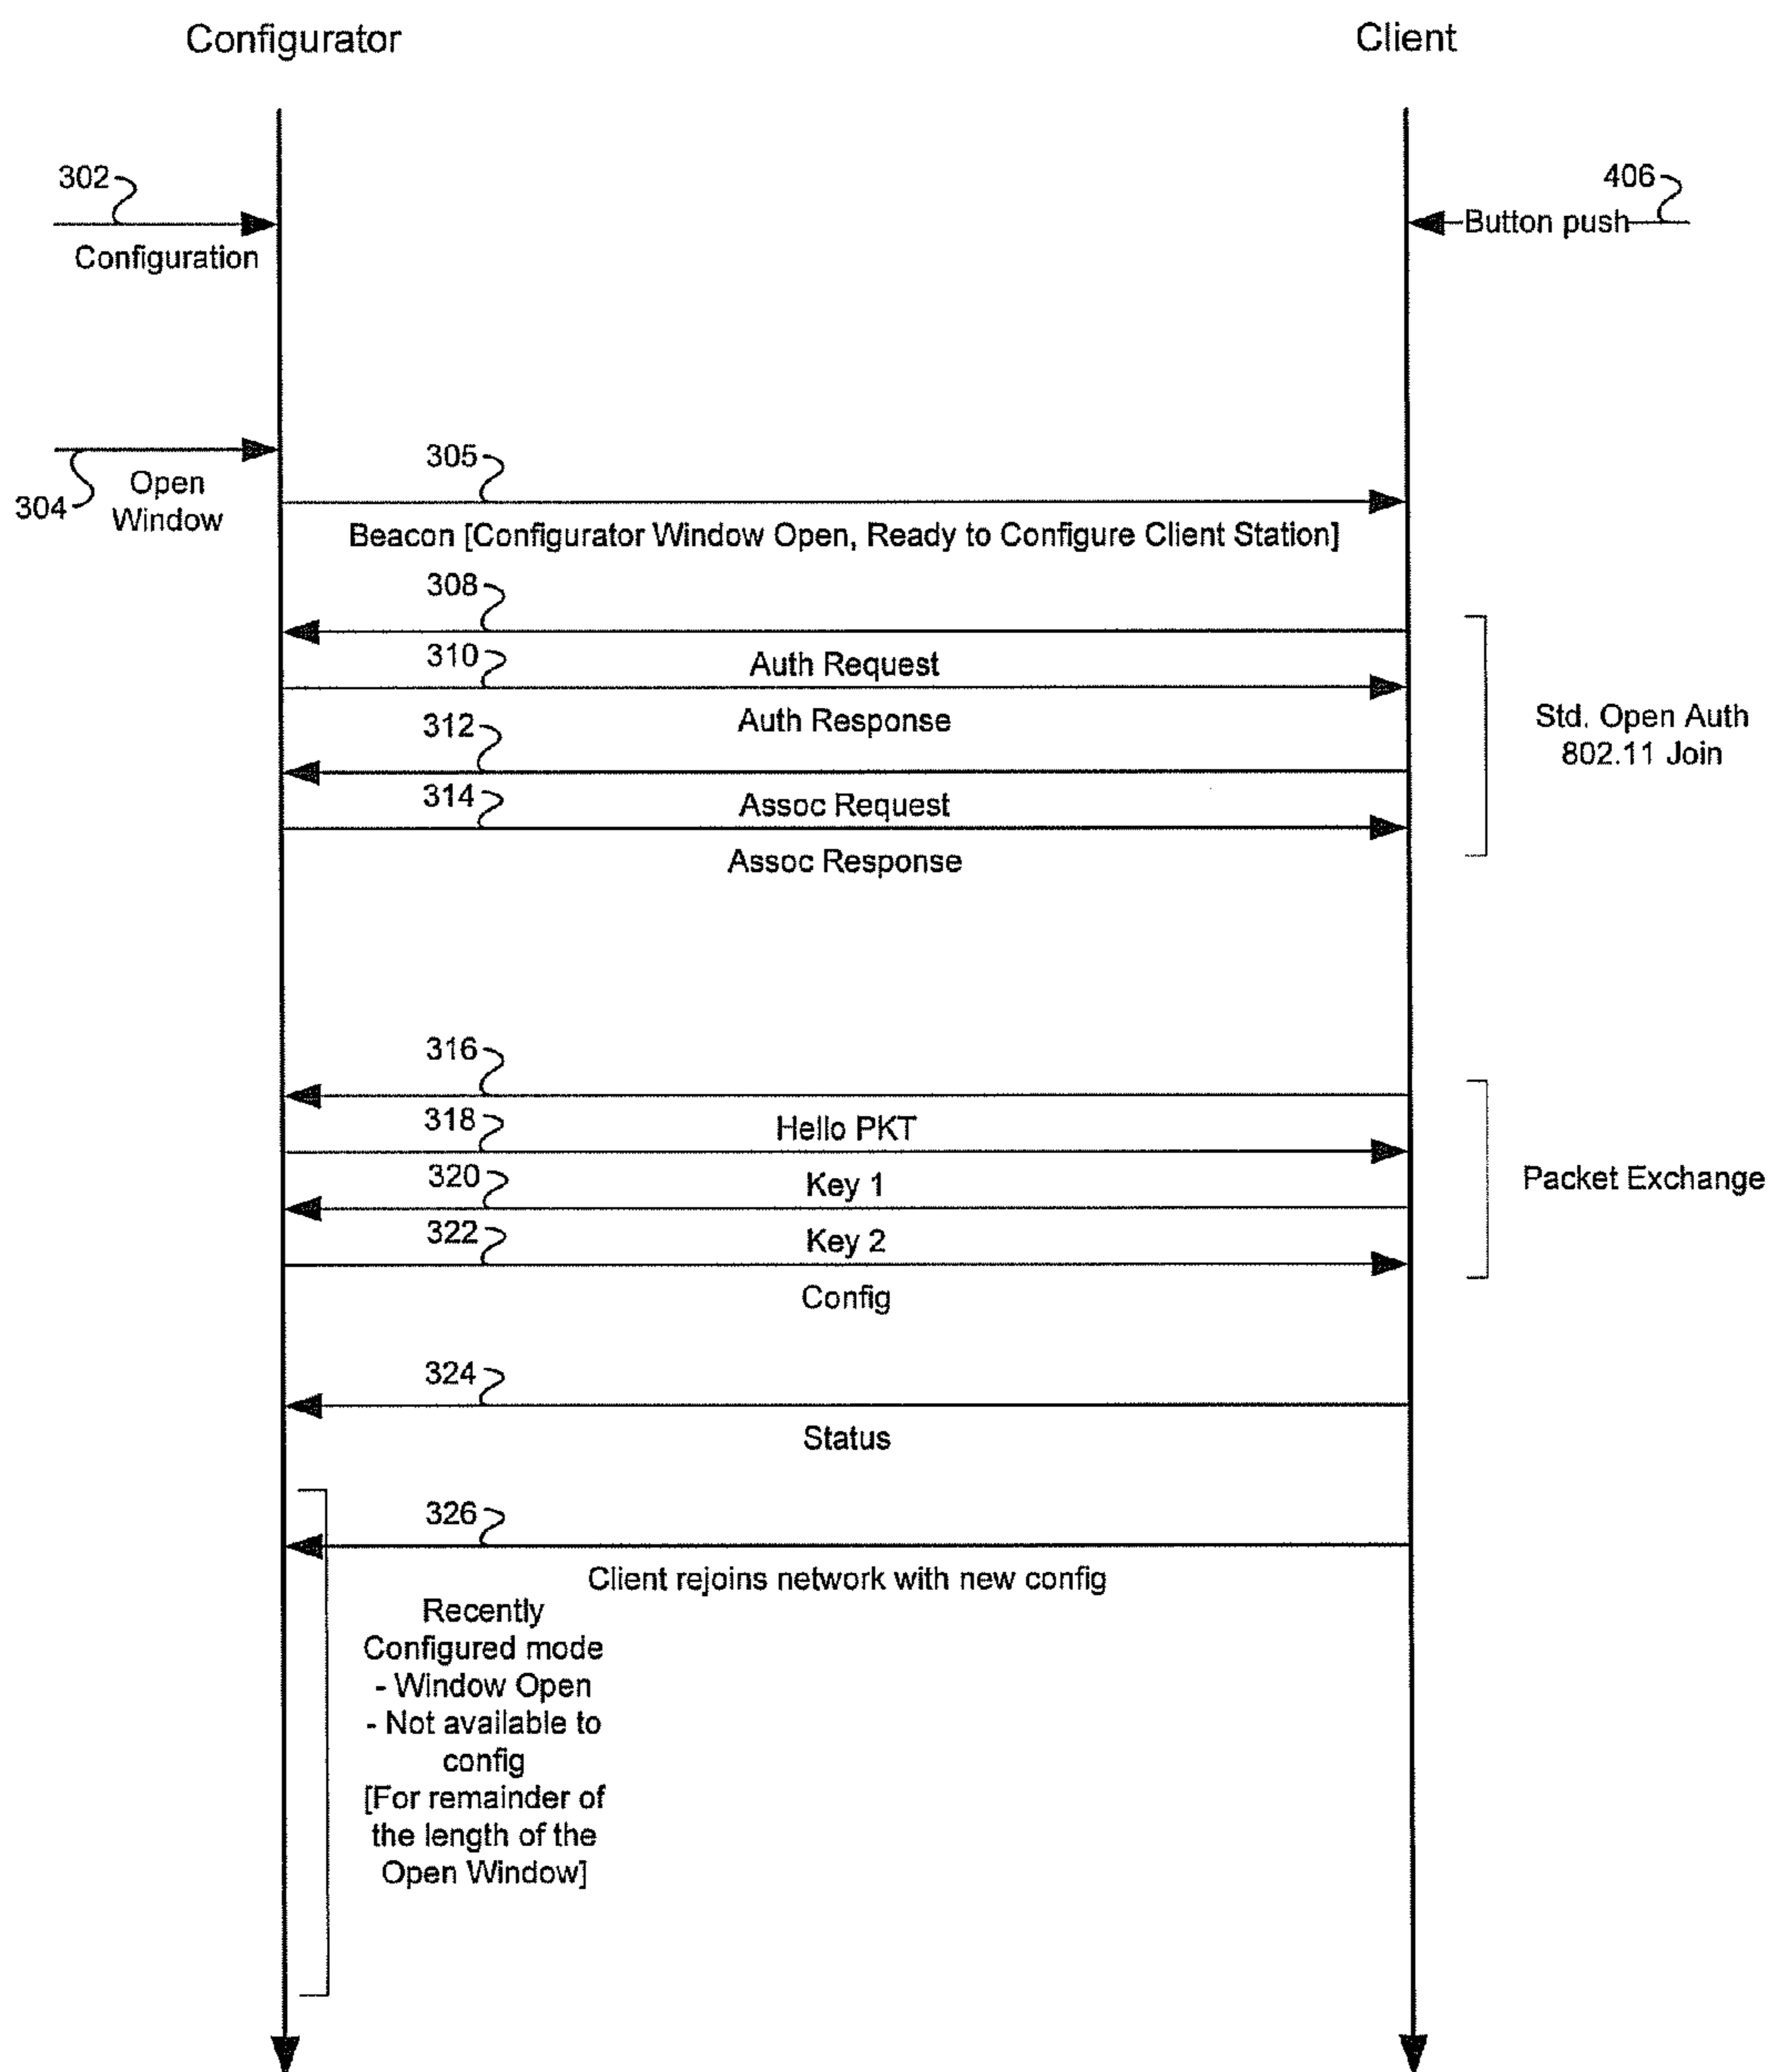 Configurator
Client
302
406
Button push
Configuration
304
Open
Window
305
Beacon [Configurator Window Open, Ready to Configure Client Station]
308
Auth Request
310
Auth Response
312
Assoc Request
314
Assoc Response
Std. Open Auth
802.11 Join
316
Hello PKT
318
Key 1
320
Key 2
322
Config
Packet Exchange
324
Status
326
Client rejoins network with new config
Recently
Configured mode
- Window Open
- Not available to
config
[For remainder of
the length of the
Open Window]